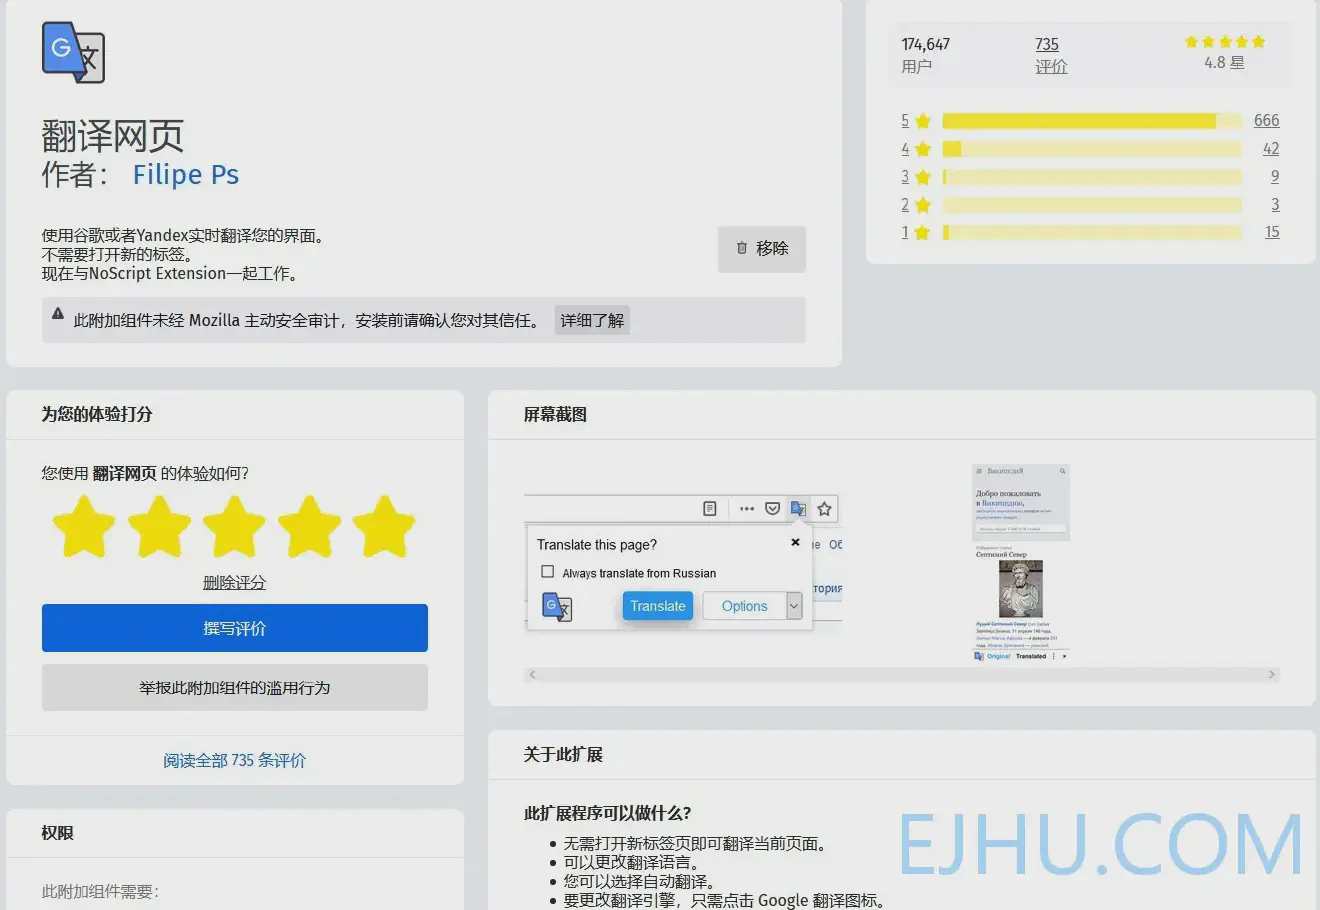 翻译网页
作者： Filipe Ps
使用谷歌或者Yandex实时翻译您的界面。
不需要打开新的标签。
现在与NoScript Extension一起工作。
移除
此附加组件未经 Mozilla 主动安全审计，安装前请确认您对其信任。 详细了解
174,647 735
用户 评价 4.8 星
5 666
4 42
3 9
2 3
1 15
为您的体验打分
您使用 翻译网页 的体验如何？
删除评分
撰写评价
举报此附加组件的滥用行为
阅读全部 735 条评价
权限
此附加组件需要：
屏幕截图
Translate this page?
Always translate from Russian
Translate Options
Википедия
Добро пожаловать
в Википедию,
Избранная статья
Септимий Север
Original Translated
关于此扩展
此扩展程序可以做什么？
无需打开新标签页即可翻译当前页面。
可以更改翻译语言。
您可以选择自动翻译。
要更改翻译引擎，只需点击 Google 翻译图标。
EJHU.COM